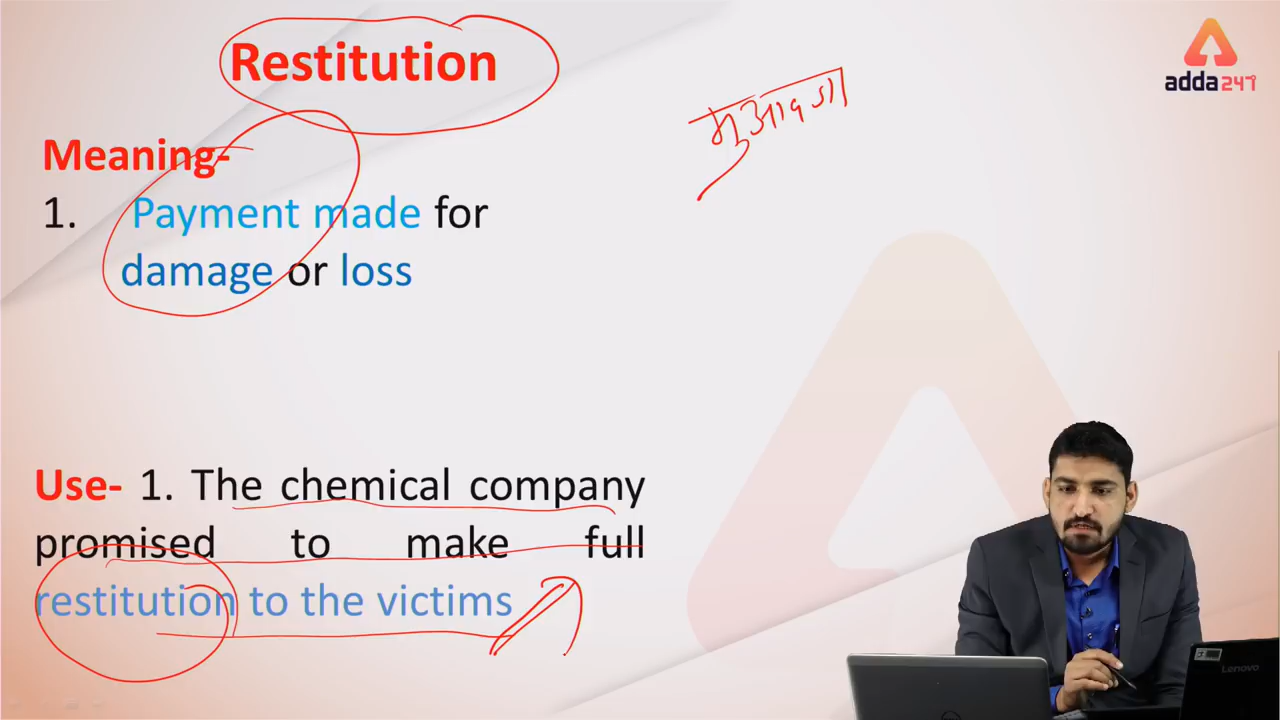 Restitution
adda247
मुआवजा
Meaning-
1. Payment made for
damage or loss
Use- 1. The chemical company
promised to make full
restitution to the victims
Lenovo